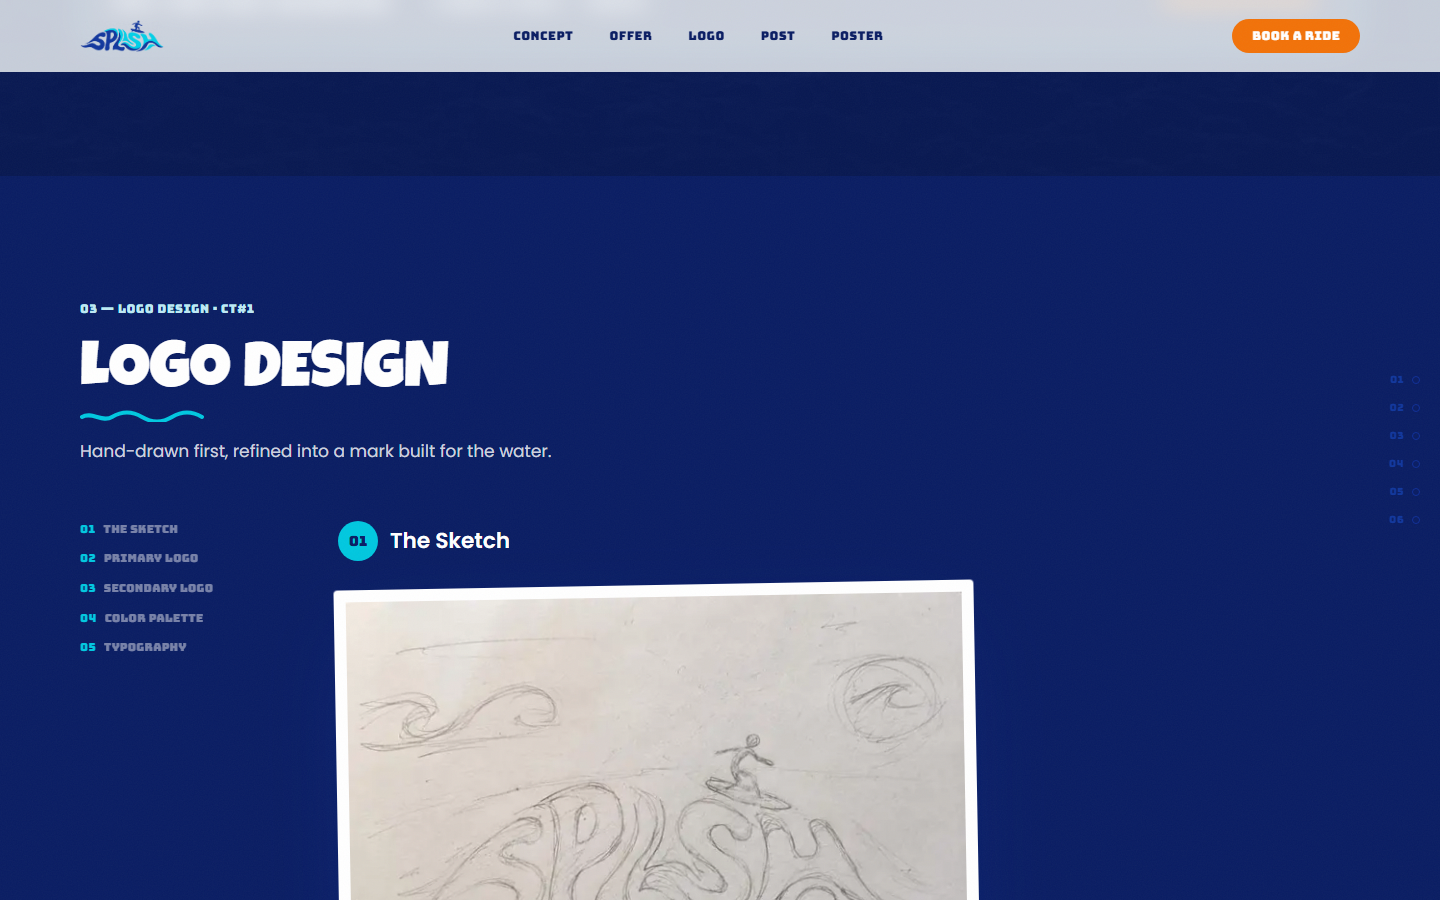 SPLSH
CONCEPT OFFER LOGO POST POSTER
BOOK A RIDE
03 — LOGO DESIGN · CT#1
LOGO DESIGN
Hand-drawn first, refined into a mark built for the water.
01 THE SKETCH
02 PRIMARY LOGO
03 SECONDARY LOGO
04 COLOR PALETTE
05 TYPOGRAPHY
01 The Sketch
SPLSH
01
02
03
04
05
06